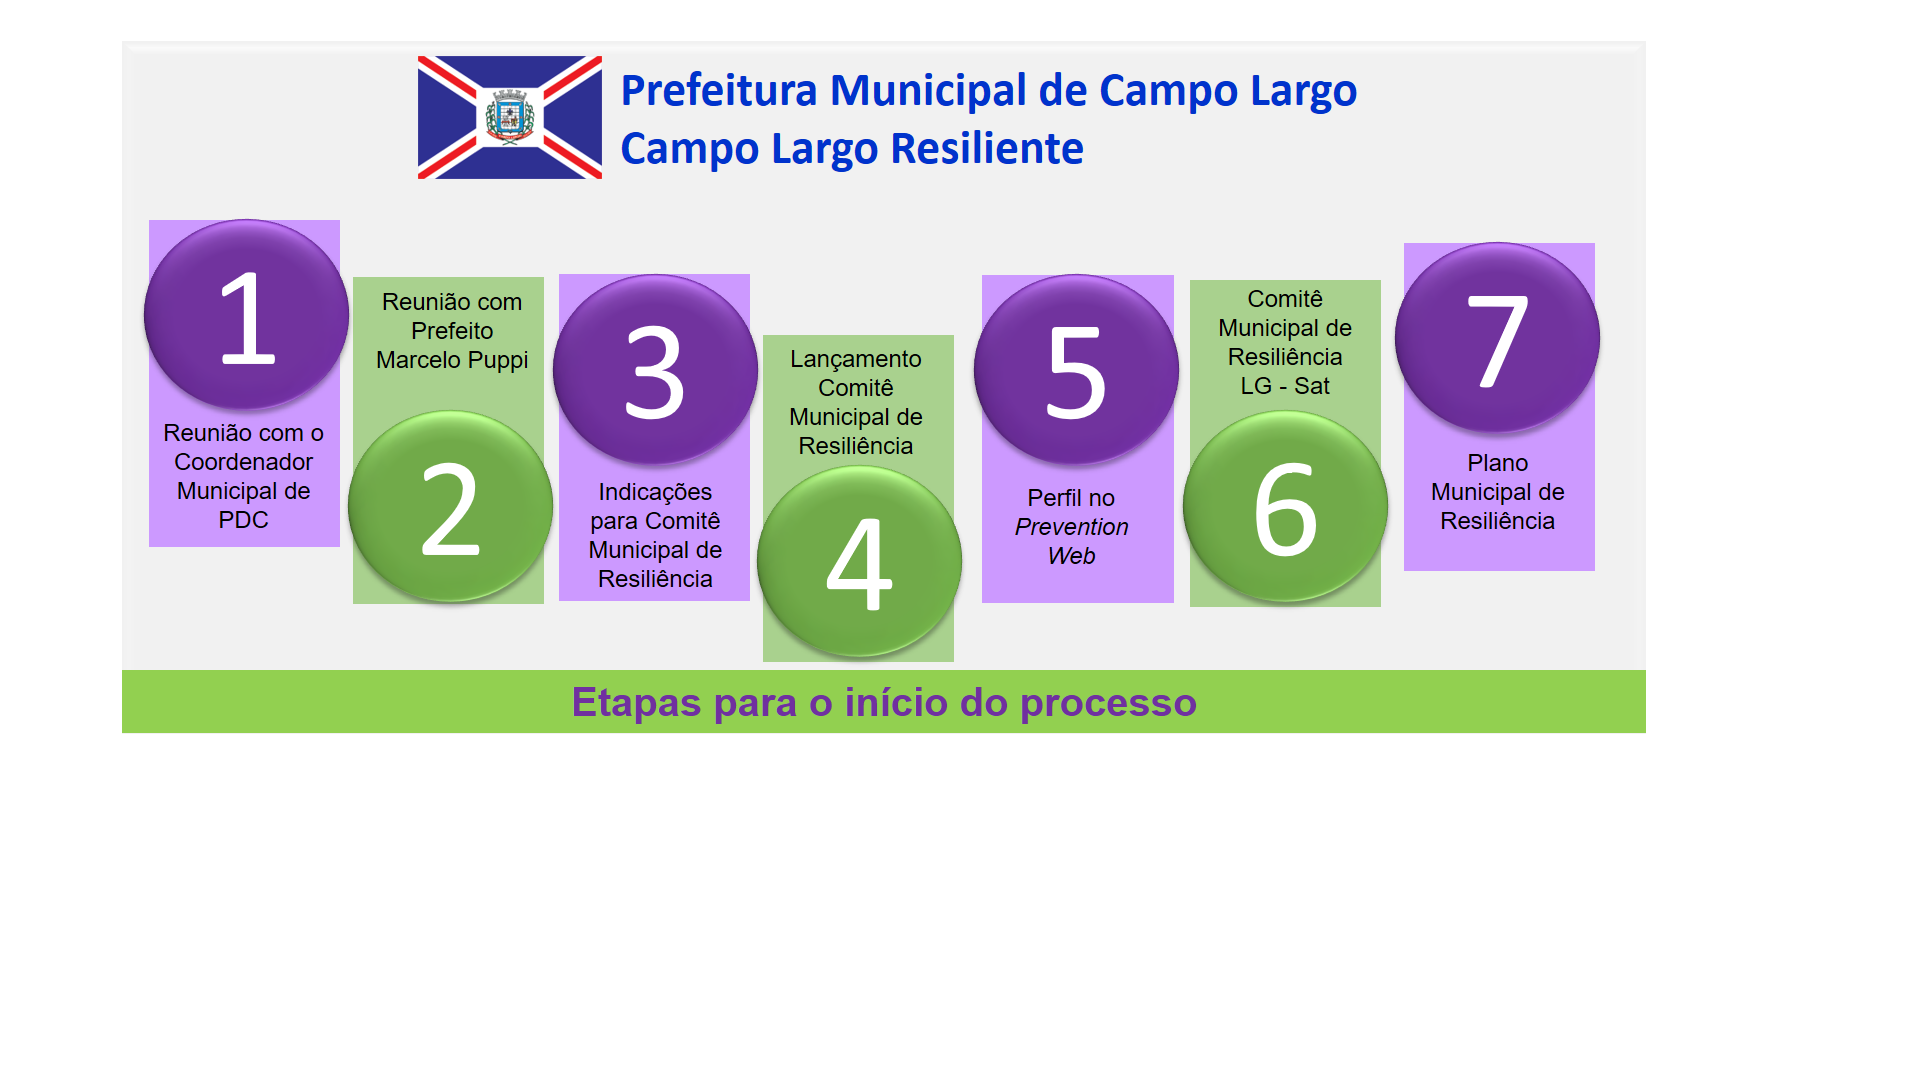 Prefeitura Municipal de Campo Largo
Campo Largo Resiliente
1
Reunião com o
Coordenador
Municipal de
PDC
Reunião com
Prefeito
Marcelo Puppi
2
3
Indicações
para Comitê
Municipal de
Resiliência
Lançamento
Comitê
Municipal de
Resiliência
4
5
Perfil no
Prevention
Web
Comitê
Municipal de
Resiliência
LG - Sat
6
7
Plano
Municipal de
Resiliência
Etapas para o início do processo